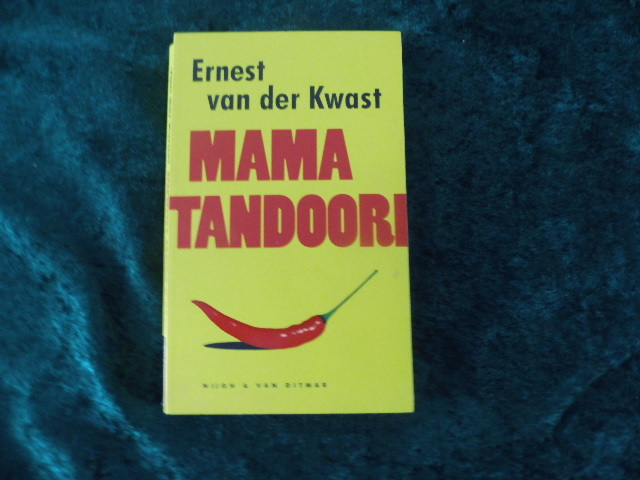 Ernest
van der Kwast
MAMA
TANDOORI
NIJGH & VAN DITMAR